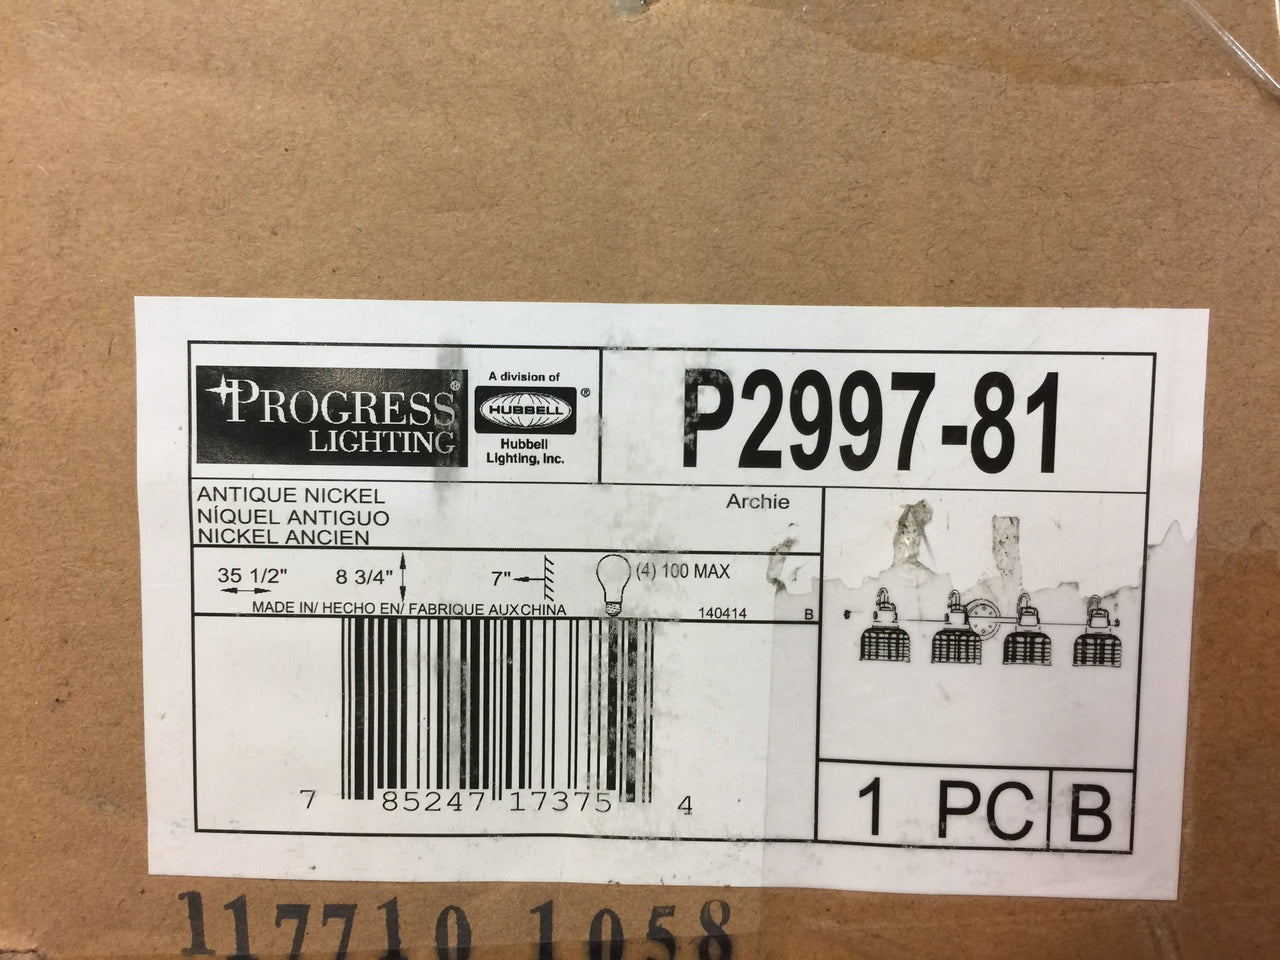 PROGRESS®
LIGHTING
A division of
HUBBELL®
Hubbell
Lighting, Inc.
P2997-81
ANTIQUE NICKEL
NÍQUEL ANTIGUO
NICKEL ANCIEN
Archie
35 1/2" 8 3/4" 7" (4) 100 MAX
MADE IN/ HECHO EN/ FABRIQUE AUXCHINA 140414 B
7 85247 17375 4
1 PC B
117710 1058